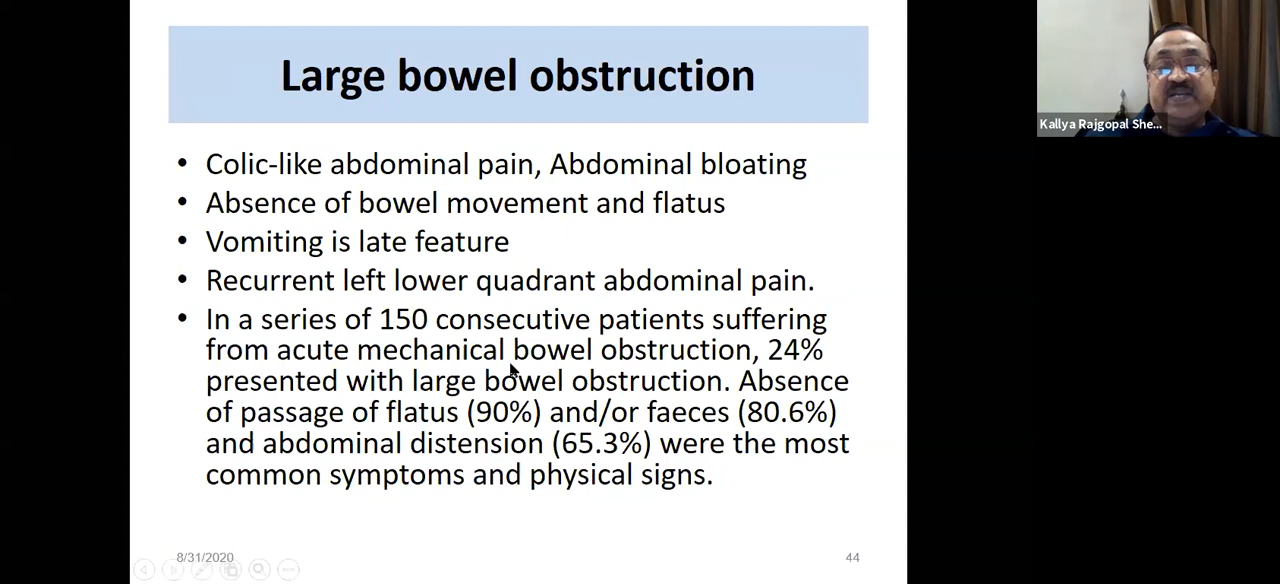 Large bowel obstruction
Kallya Rajgopal She...
• Colic-like abdominal pain, Abdominal bloating
• Absence of bowel movement and flatus
• Vomiting is late feature
• Recurrent left lower quadrant abdominal pain.
• In a series of 150 consecutive patients suffering
from acute mechanical bowel obstruction, 24%
presented with large bowel obstruction. Absence
of passage of flatus (90%) and/or faeces (80.6%)
and abdominal distension (65.3%) were the most
common symptoms and physical signs.
8/31/2020
44